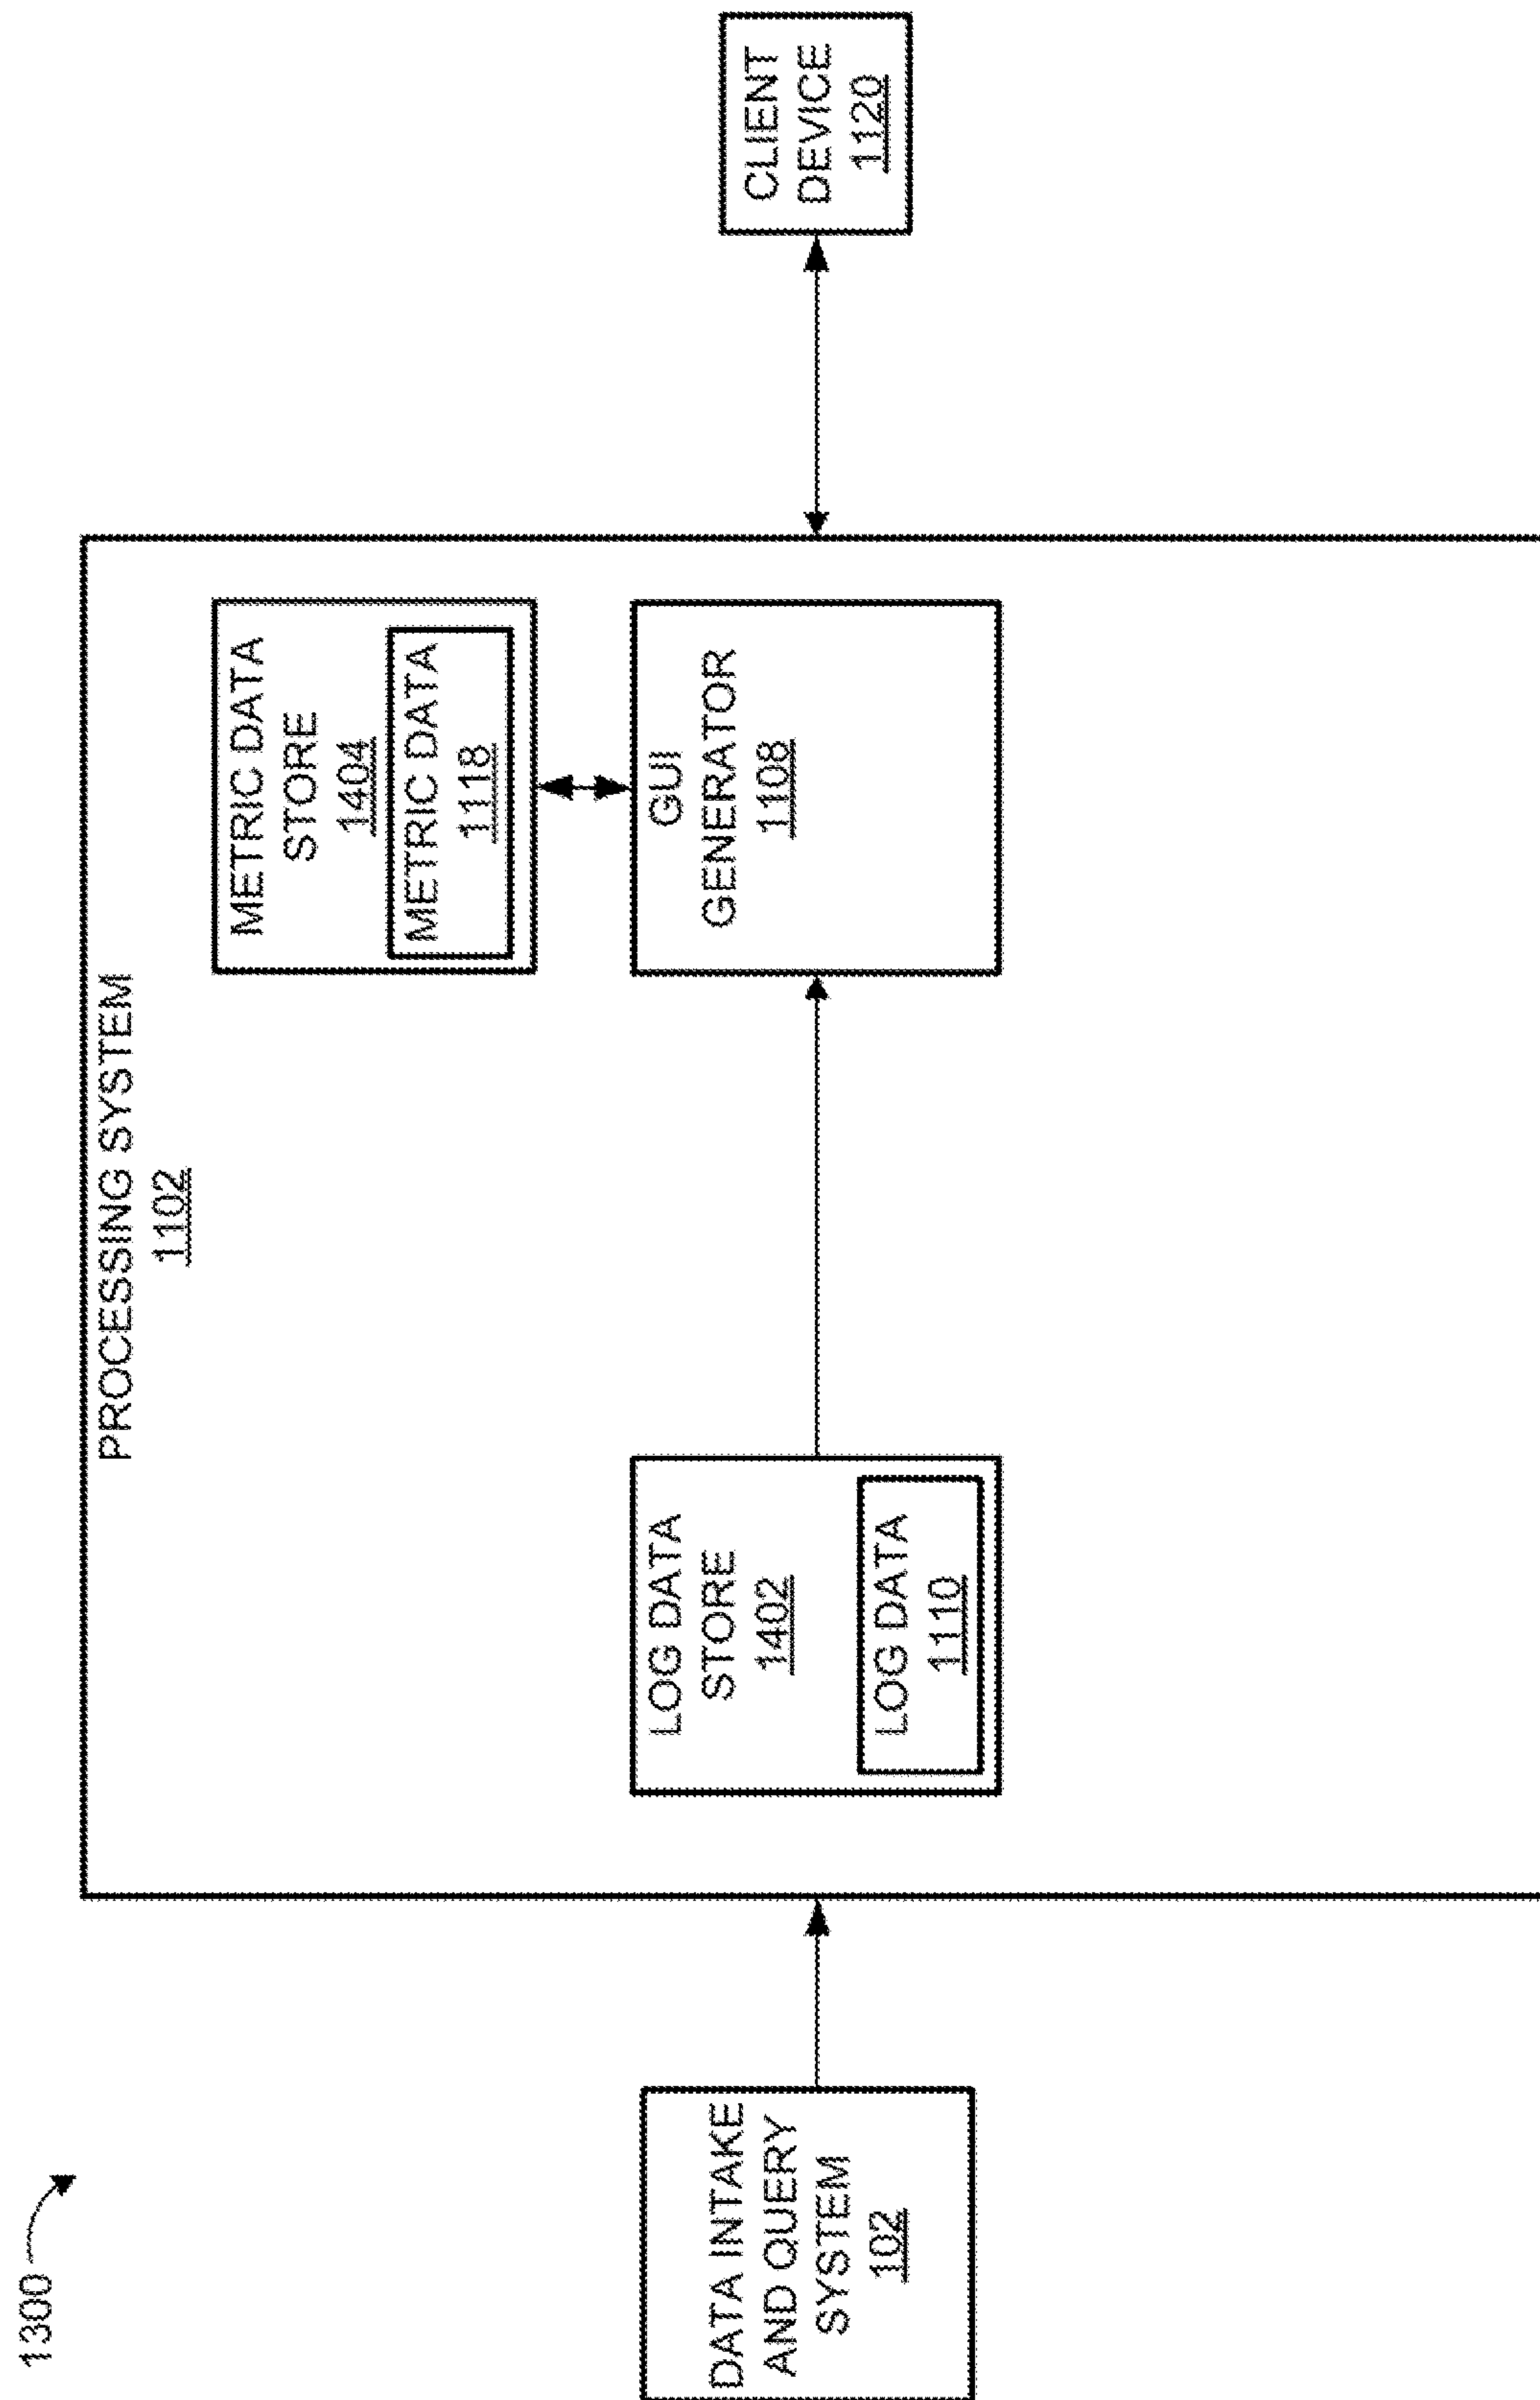 1300
PROCESSING SYSTEM
1102
METRIC DATA
STORE
1404
METRIC DATA
1118
DATA INTAKE
AND QUERY
SYSTEM
102
LOG DATA
STORE
1402
LOG DATA
1110
GUI
GENERATOR
1108
CLIENT
DEVICE
1120